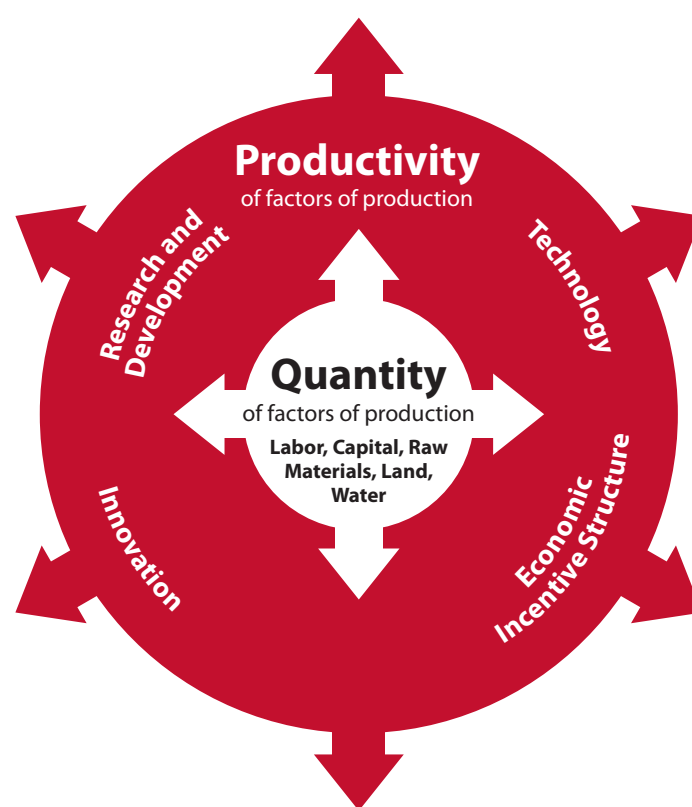 Productivity
of factors of production
Research and
Development
Technology
Quantity
of factors of production
Labor, Capital, Raw
Materials, Land,
Water
Innovation
Economic
Incentive Structure